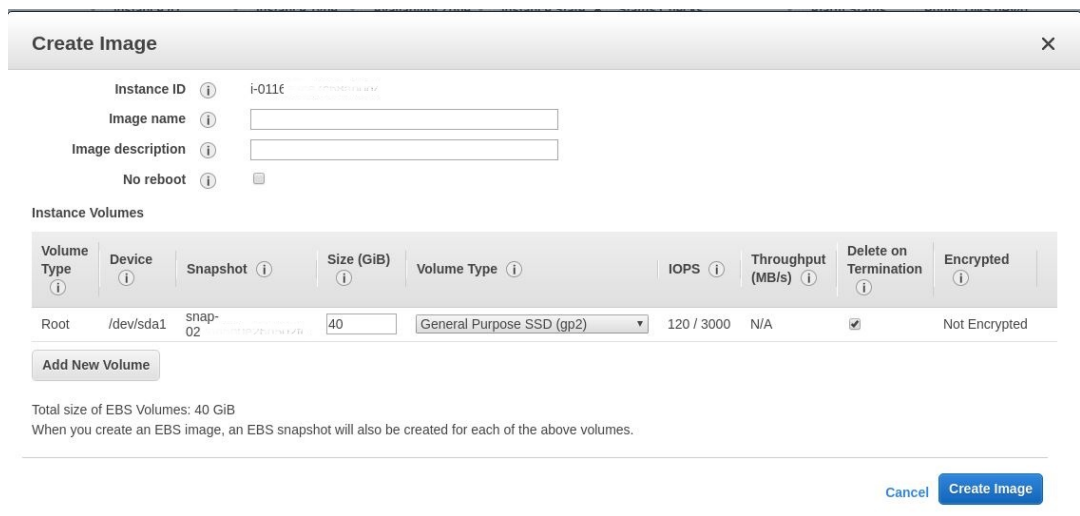 Create Image
Instance ID
i-0116
Image name
Image description
No reboot
Instance Volumes
Volume Type Device Snapshot Size (GiB) Volume Type IOPS Throughput (MB/s) Delete on Termination Encrypted
Root /dev/sda1 snap-02 40 General Purpose SSD (gp2) 120 / 3000 N/A Not Encrypted
Add New Volume
Total size of EBS Volumes: 40 GiB
When you create an EBS image, an EBS snapshot will also be created for each of the above volumes.
Cancel Create Image